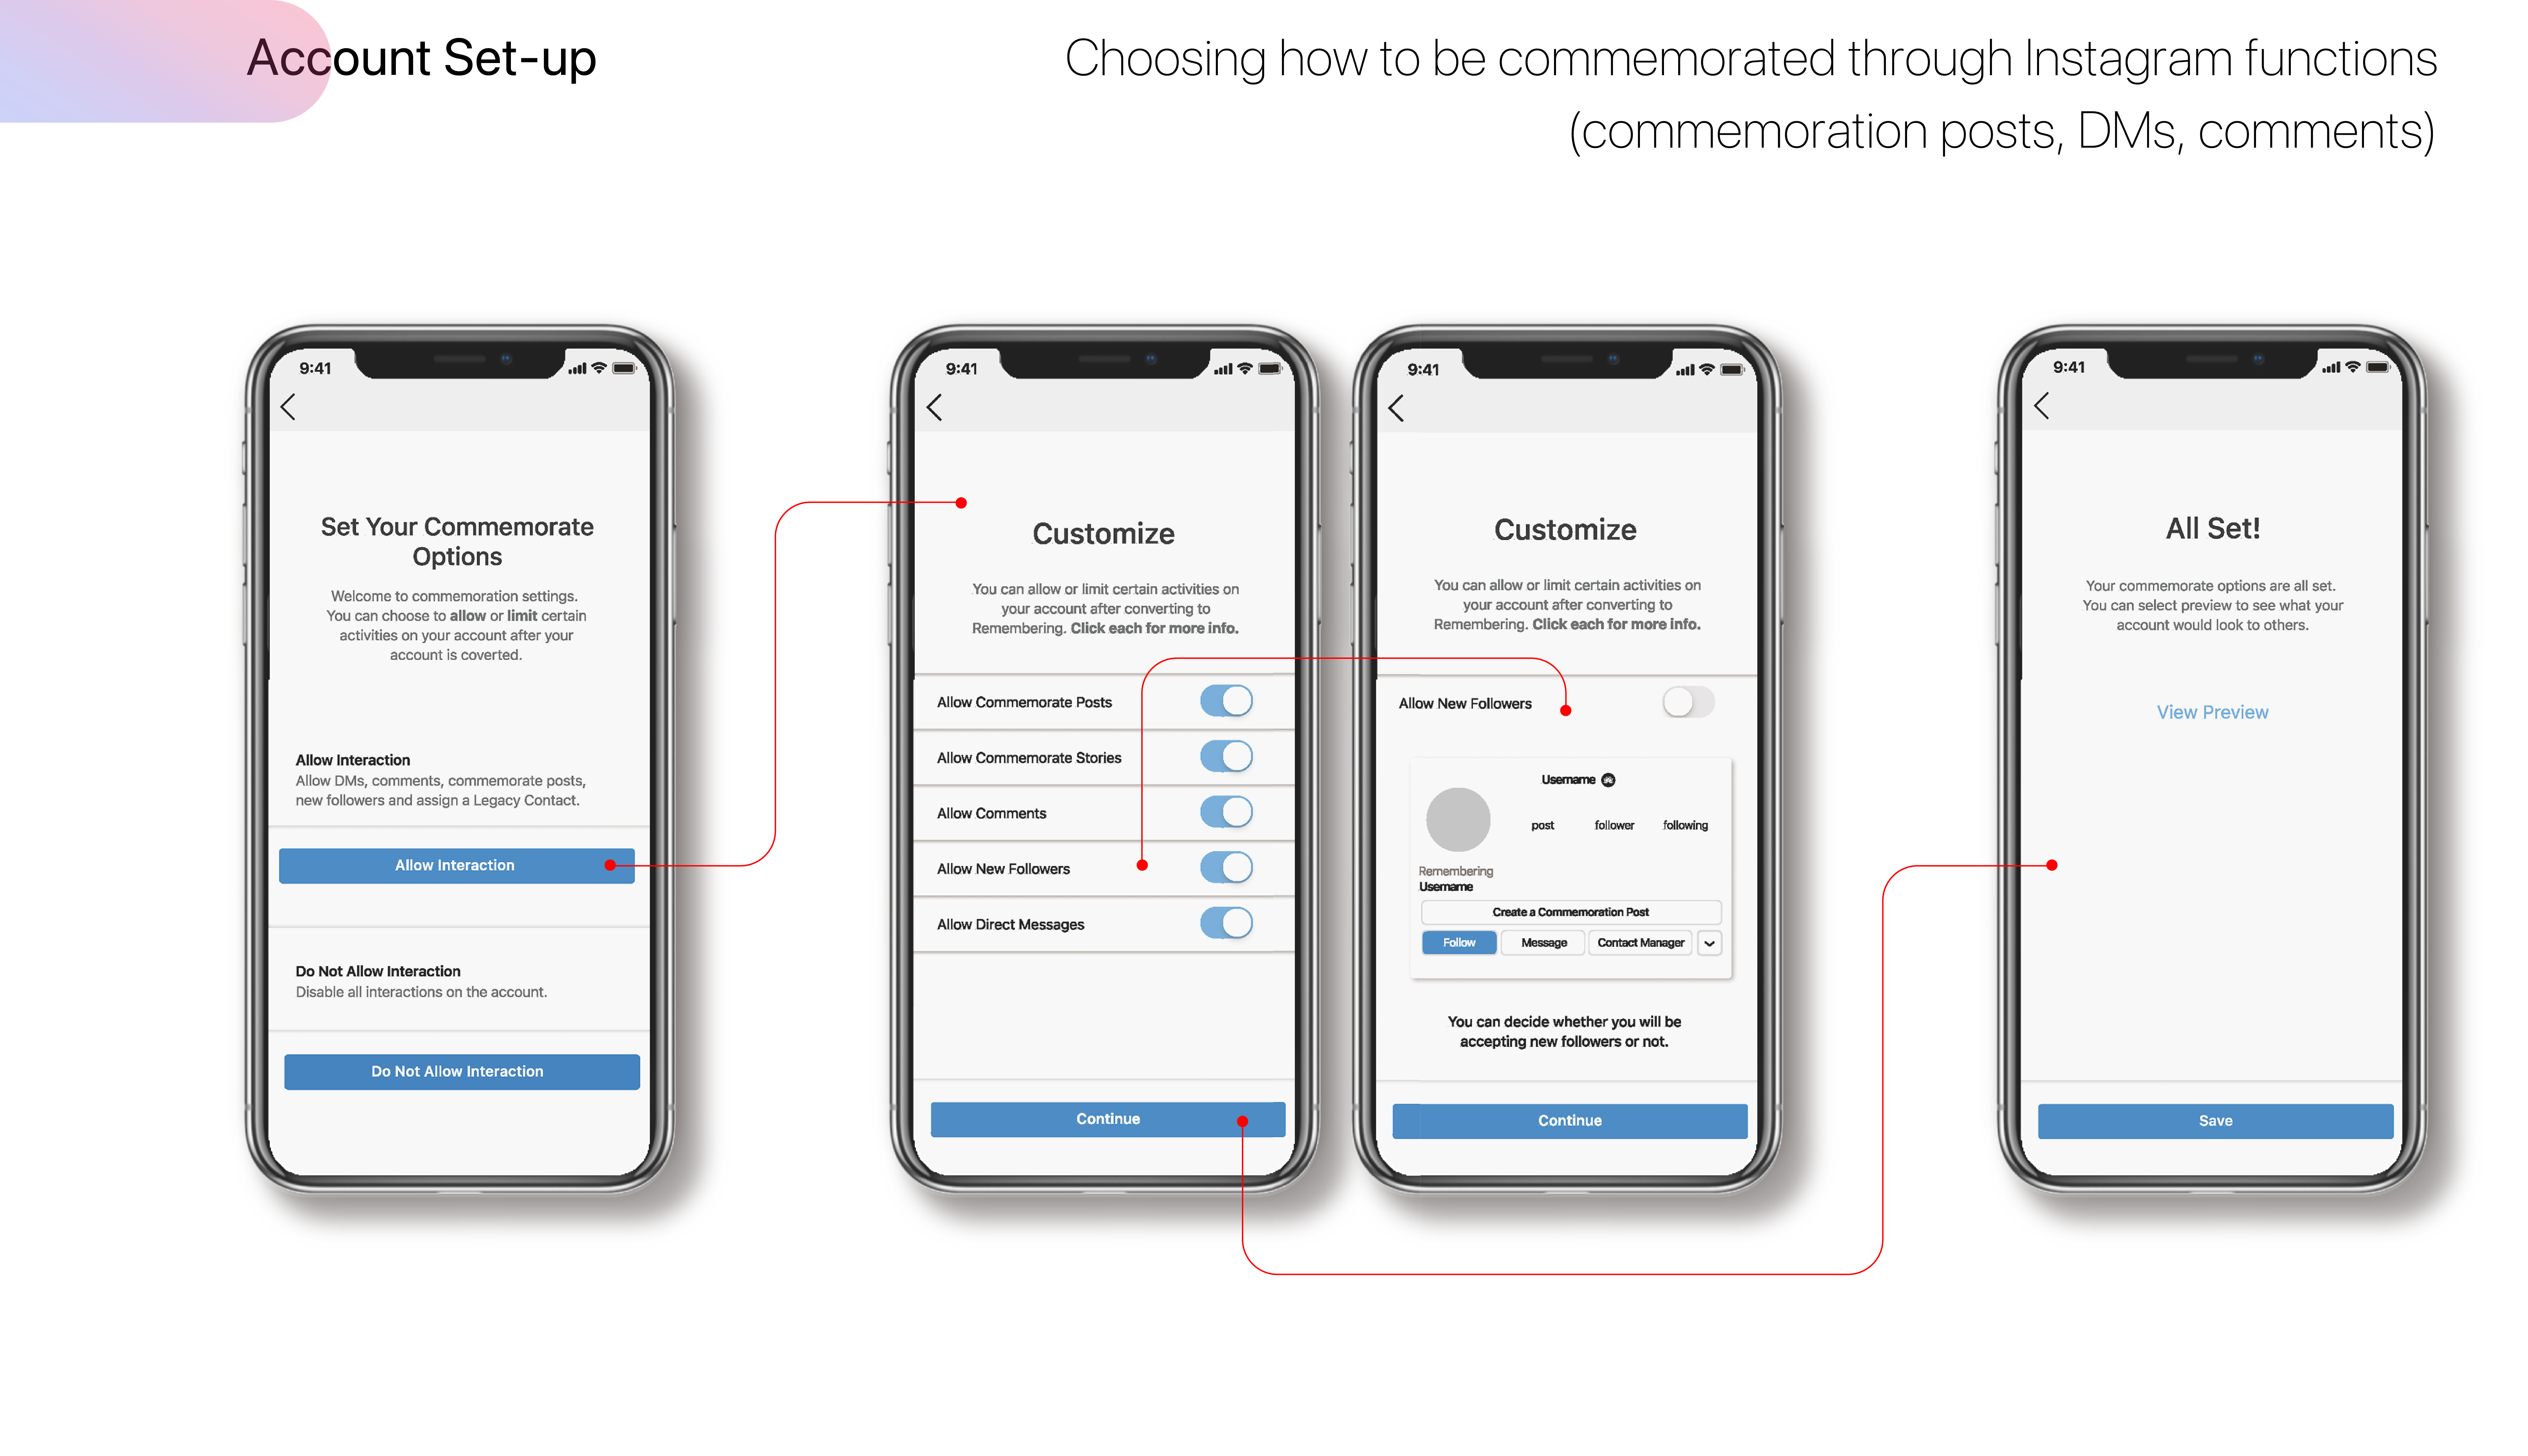 Account Set-up
Choosing how to be commemorated through Instagram functions
(commemoration posts, DMs, comments)
9:41
Set Your Commemorate
Options
Welcome to commemoration settings.
You can choose to allow or limit certain
activities on your account after your
account is coverted.
Allow Interaction
Allow DMs, comments, commemorate posts,
new followers and assign a Legacy Contact.
Allow Interaction
Do Not Allow Interaction
Disable all interactions on the account.
Do Not Allow Interaction
9:41
Customize
You can allow or limit certain activities on
your account after converting to
Remembering. Click each for more info.
Allow Commemorate Posts
Allow Commemorate Stories
Allow Comments
Allow New Followers
Allow Direct Messages
Continue
9:41
Customize
You can allow or limit certain activities on
your account after converting to
Remembering. Click each for more info.
Allow New Followers
Username
post follower following
Remembering
Username
Create a Commemoration Post
Follow Message Contact Manager
You can decide whether you will be
accepting new followers or not.
Continue
9:41
All Set!
Your commemorate options are all set.
You can select preview to see what your
account would look to others.
View Preview
Save